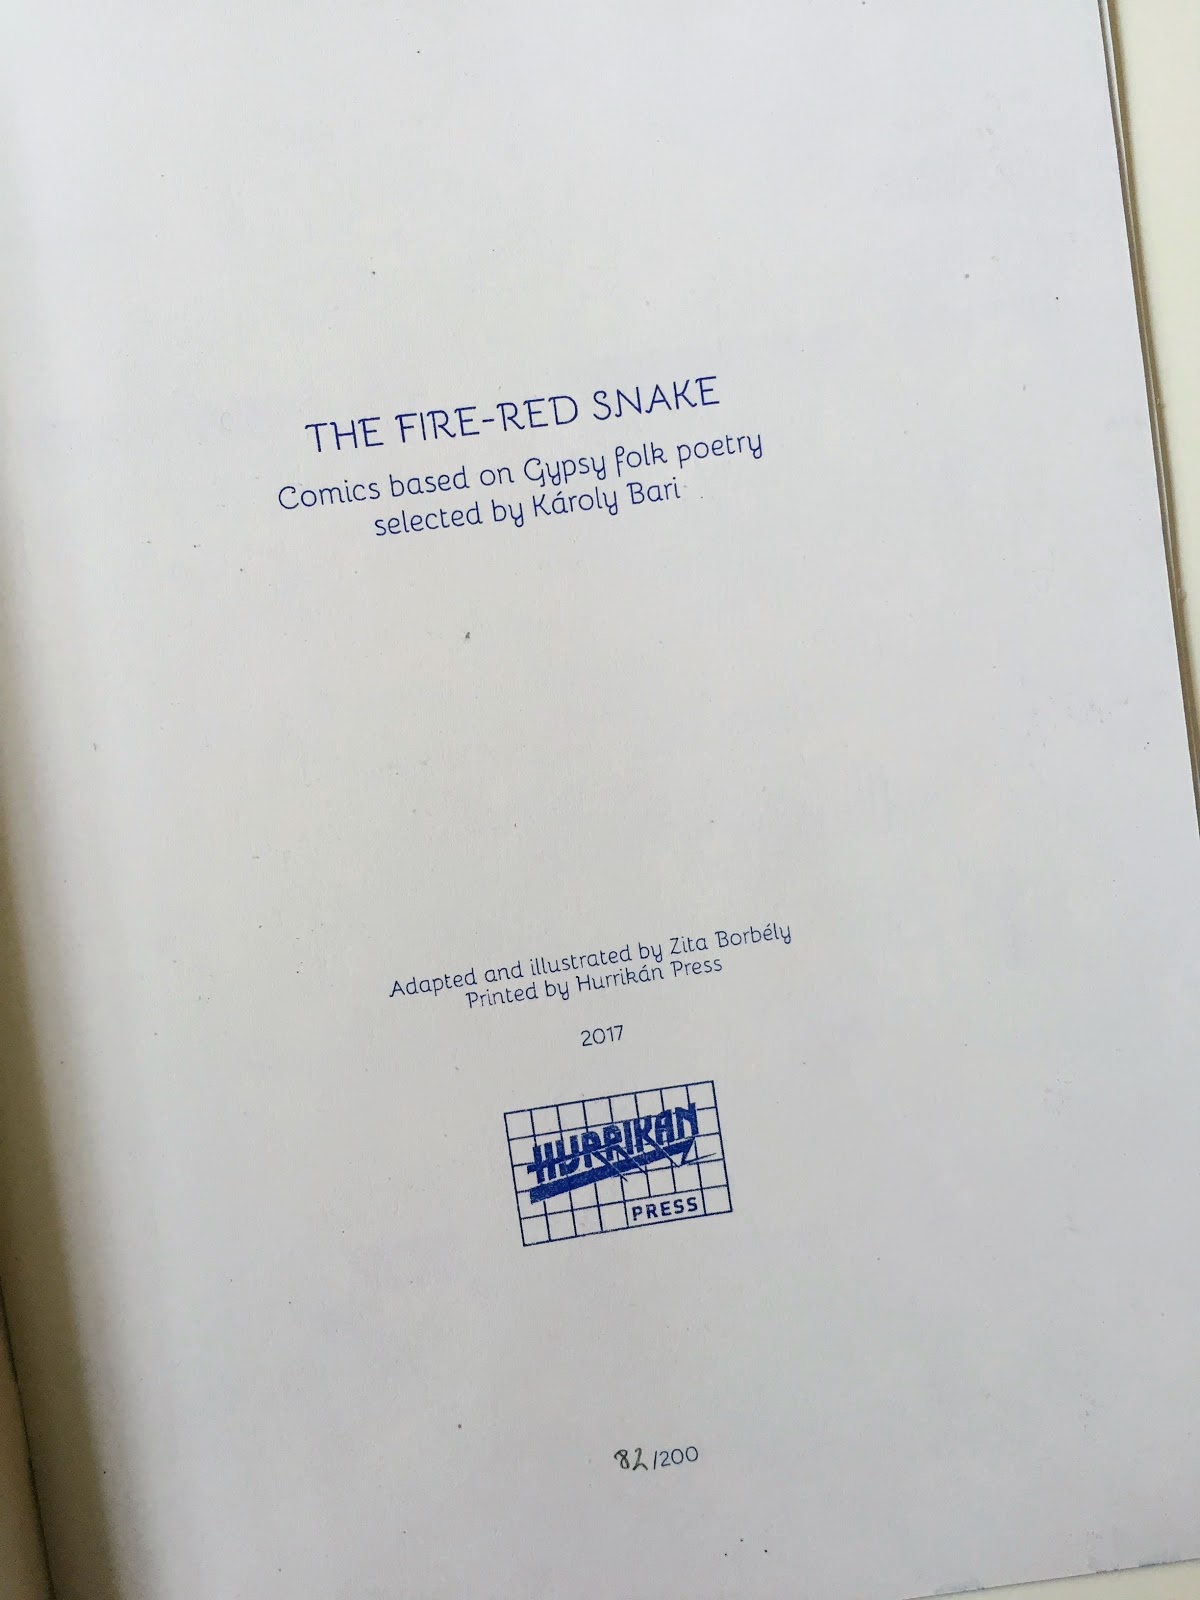 THE FIRE-RED SNAKE
Comics based on Gypsy folk poetry
selected by Károly Bari
Adapted and illustrated by Zita Borbély
Printed by Hurrikán Press
2017
HURRIKAN
PRESS
82/200